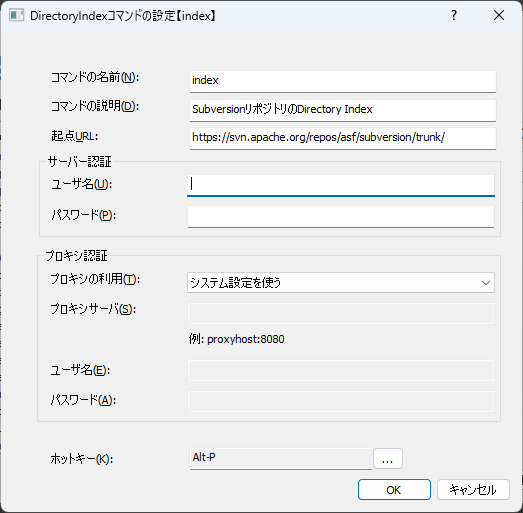 DirectoryIndexコマンドの設定【index】
コマンドの名前(N):
index
コマンドの説明(D):
SubversionリポジトリのDirectory Index
起点URL:
https://svn.apache.org/repos/asf/subversion/trunk/
サーバー認証
ユーザ名(U):
パスワード(P):
プロキシ認証
プロキシの利用(T):
システム設定を使う
プロキシサーバ(S):
例: proxyhost:8080
ユーザ名(E):
パスワード(A):
ホットキー(K):
Alt-P
...
OK
キャンセル